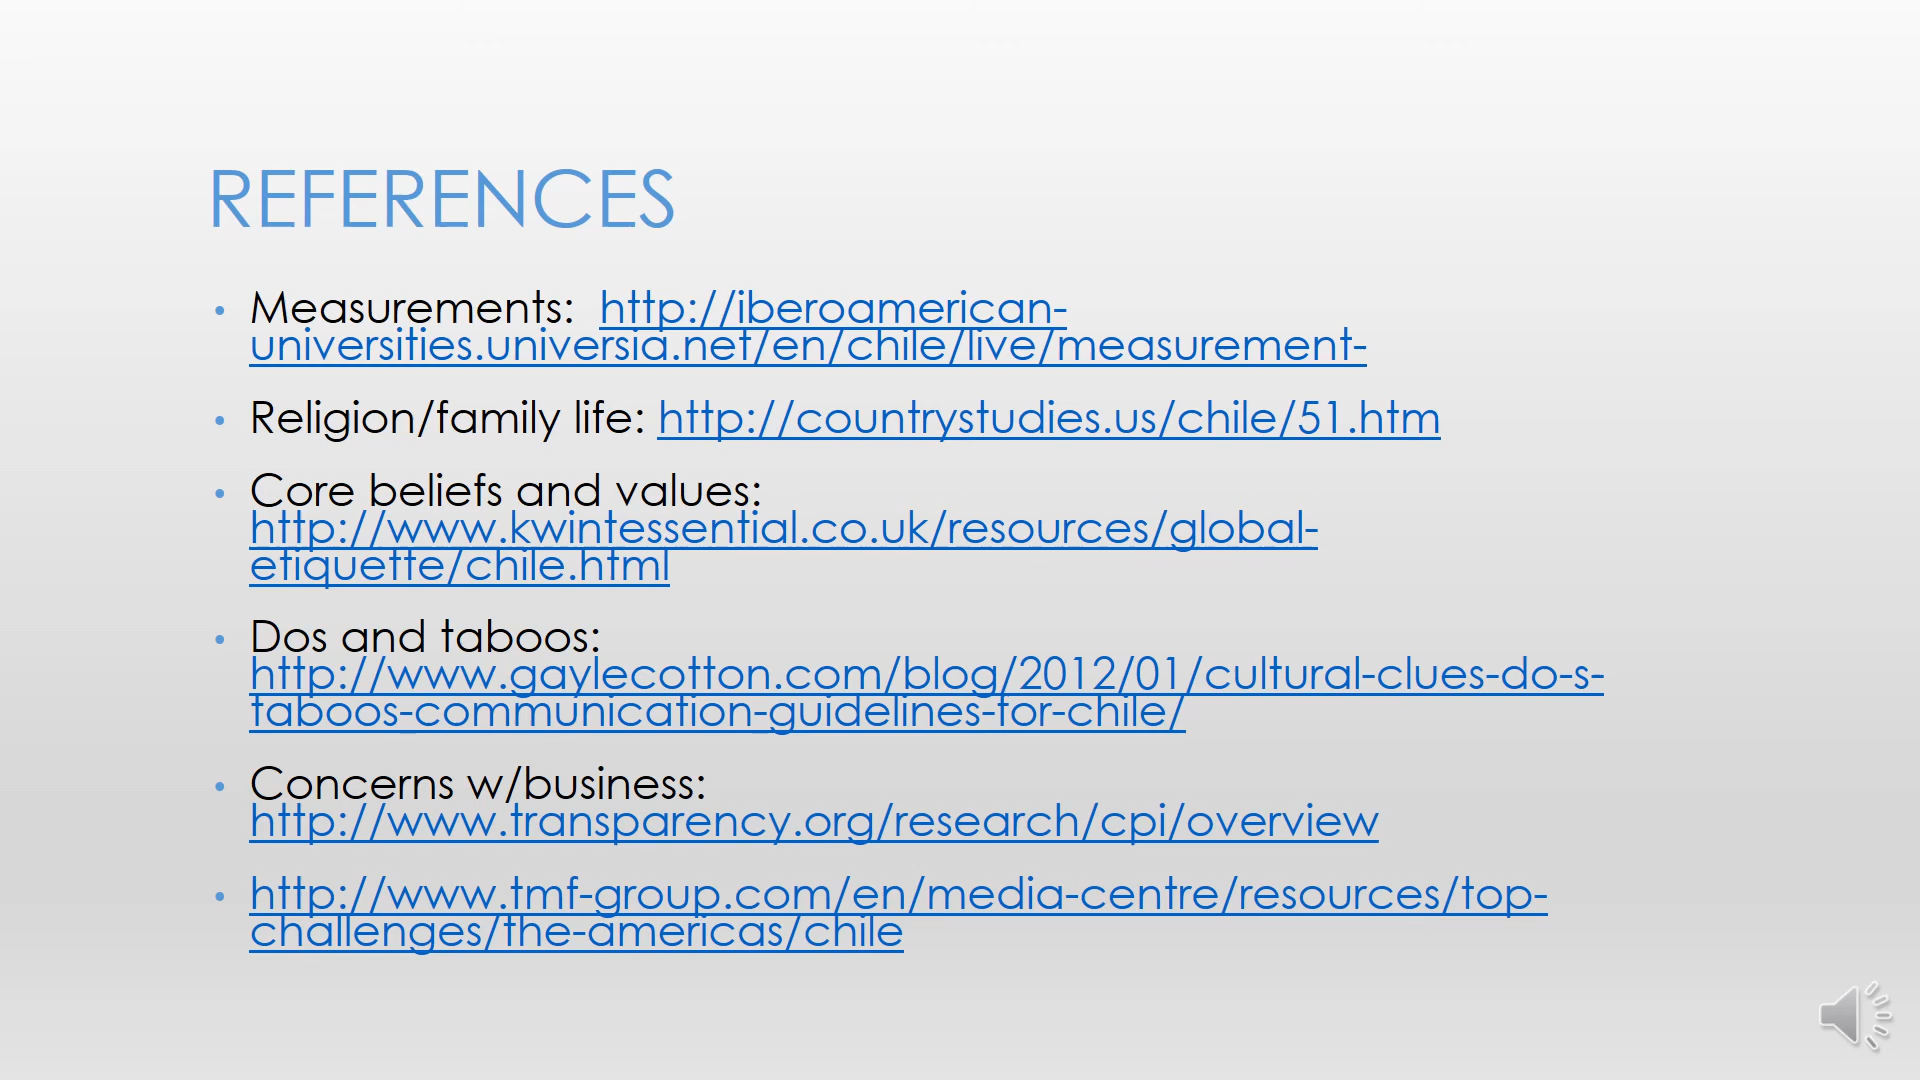 REFERENCES
• Measurements:  http://iberoamerican-
universities.universia.net/en/chile/live/measurement-
• Religion/family life: http://countrystudies.us/chile/51.htm
• Core beliefs and values:
http://www.kwintessential.co.uk/resources/global-
etiquette/chile.html
• Dos and taboos:
http://www.gaylecotton.com/blog/2012/01/cultural-clues-do-s-
taboos-communication-guidelines-for-chile/
• Concerns w/business:
http://www.transparency.org/research/cpi/overview
• http://www.tmf-group.com/en/media-centre/resources/top-
challenges/the-americas/chile